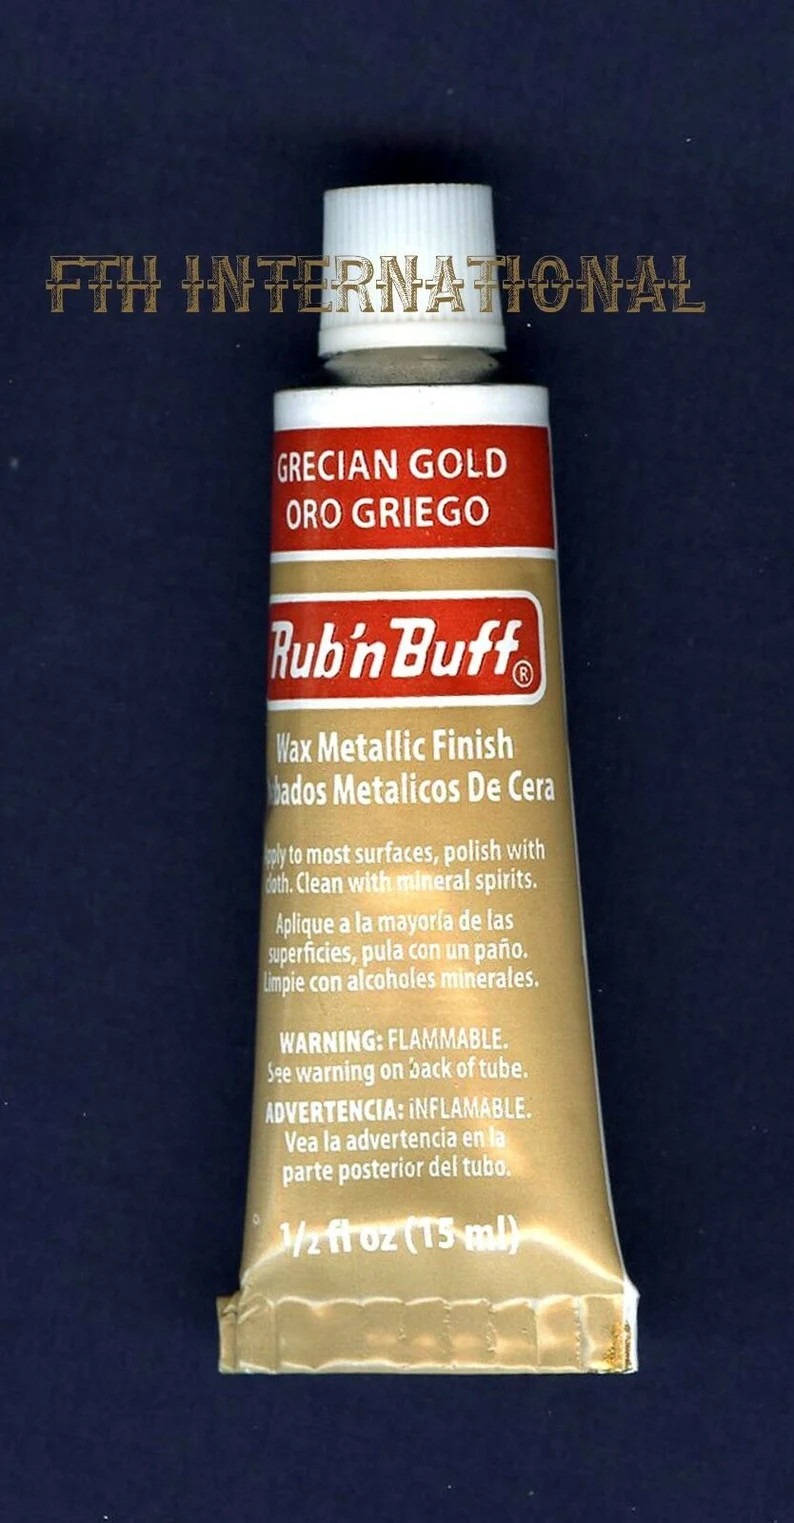 FTH INTERNATIONAL
GRECIAN GOLD
ORO GRIEGO
Rub'n Buff®
Wax Metallic Finish
Metalicos De Cera
to most surfaces, polish with
cloth. Clean with mineral spirits.
Aplique a la mayoría de las
superficies, pula con un paño.
Limpie con alcoholes minerales.
WARNING: FLAMMABLE.
See warning on back of tube.
ADVERTENCIA: INFLAMABLE.
Vea la advertencia en la
parte posterior del tubo.
1/2 fl oz (15 ml)